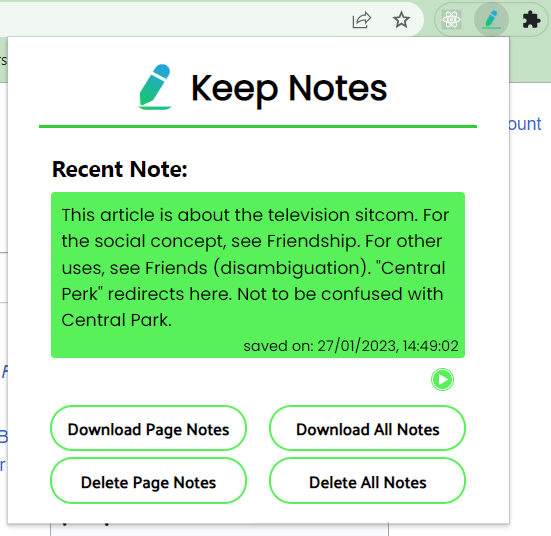 Keep Notes
ount
Recent Note:
This article is about the television sitcom. For
the social concept, see Friendship. For other
uses, see Friends (disambiguation). "Central
Perk" redirects here. Not to be confused with
Central Park.
saved on: 27/01/2023, 14:49:02
Download Page Notes
Download All Notes
Delete Page Notes
Delete All Notes